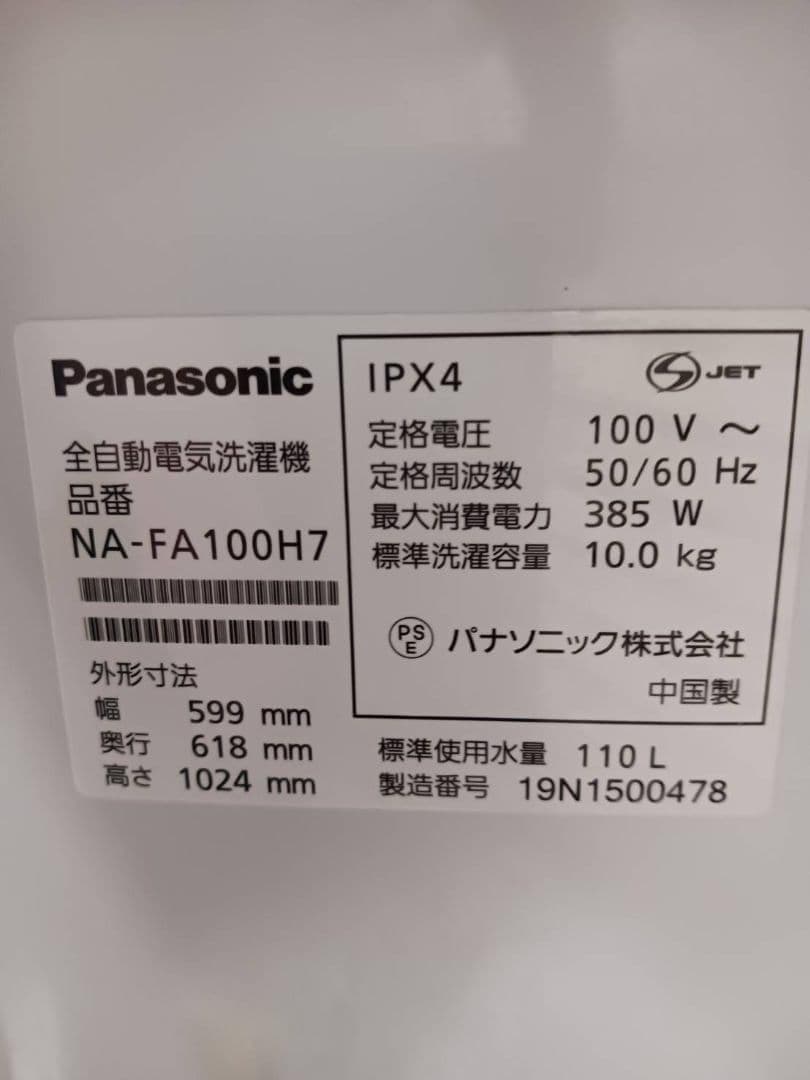 Panasonic
全自動電気洗濯機
品番
NA-FA100H7
外形寸法
幅 599 mm
奥行 618 mm
高さ 1024 mm
IPX4
S JET
定格電圧 100 V ～
定格周波数 50/60 Hz
最大消費電力 385 W
標準洗濯容量 10.0 kg
PS E パナソニック株式会社
中国製
標準使用水量 110 L
製造番号 19N1500478